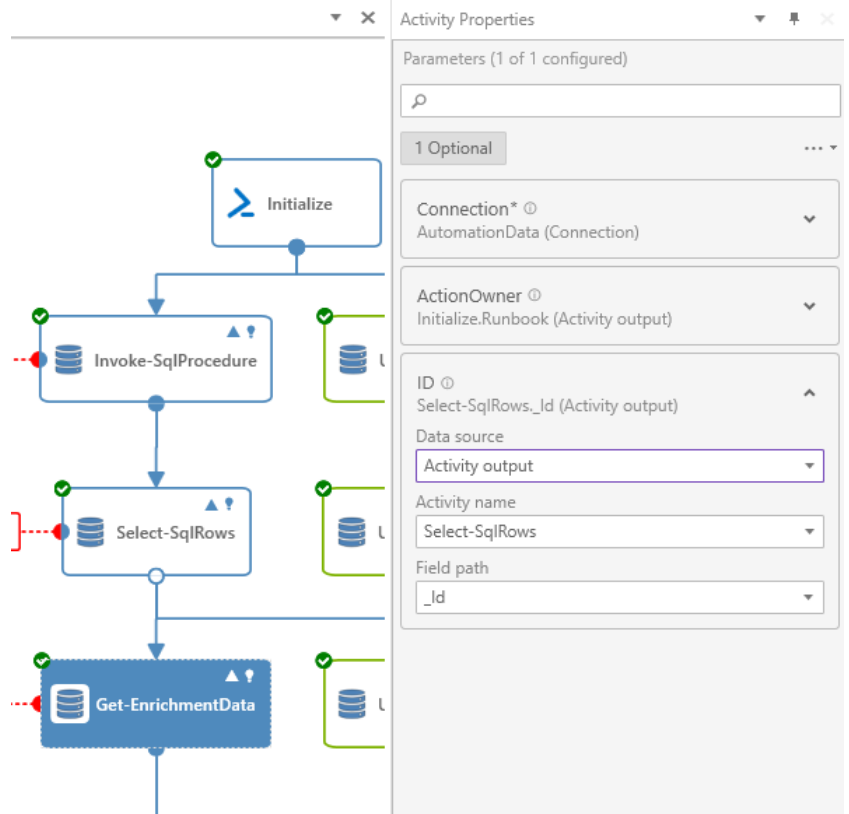 Activity Properties
Parameters (1 of 1 configured)
1 Optional
Connection*
AutomationData (Connection)
ActionOwner
Initialize.Runbook (Activity output)
ID
Select-SqlRows._Id (Activity output)
Data source
Activity output
Activity name
Select-SqlRows
Field path
_Id
Initialize
Invoke-SqlProcedure
Select-SqlRows
Get-EnrichmentData